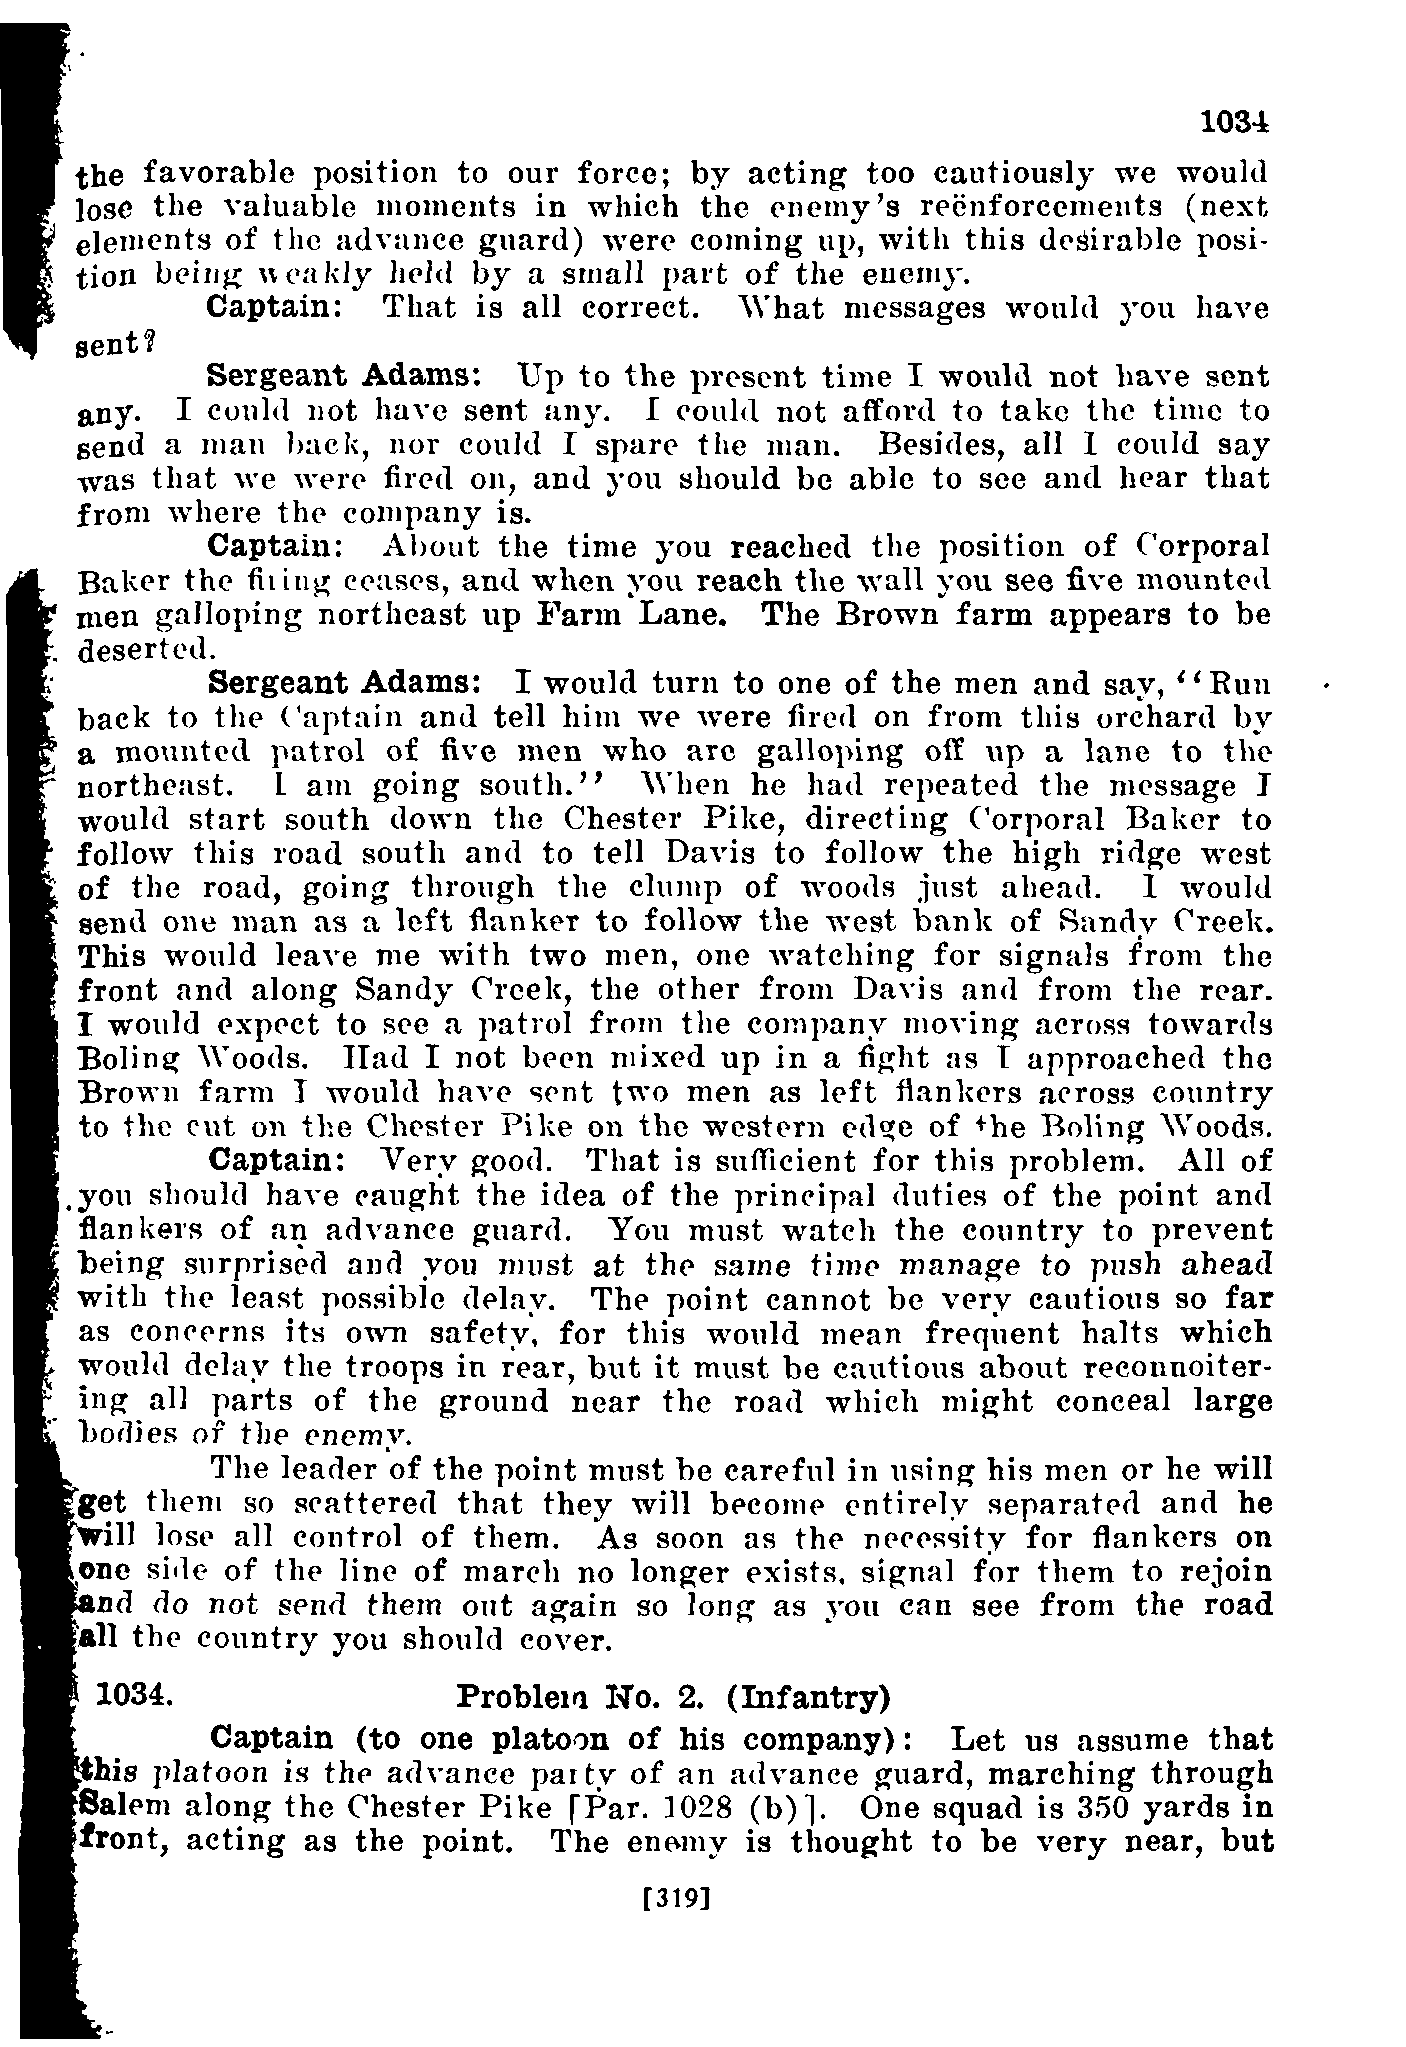 1034
the favorable position to our force; by acting too cautiously we would
lose the valuable moments in which the enemy's reënforcements (next
elements of the advance guard) were coming up, with this desirable posi-
tion being weakly held by a small part of the enemy.
Captain: That is all correct. What messages would you have
sent?
Sergeant Adams: Up to the present time I would not have sent
any. I could not have sent any. I could not afford to take the time to
send a man back, nor could I spare the man. Besides, all I could say
was that we were fired on, and you should be able to see and hear that
from where the company is.
Captain: About the time you reached the position of Corporal
Baker the firing ceases, and when you reach the wall you see five mounted
men galloping northeast up Farm Lane. The Brown farm appears to be
deserted.
Sergeant Adams: I would turn to one of the men and say, "Run
back to the Captain and tell him we were fired on from this orchard by
a mounted patrol of five men who are galloping off up a lane to the
northeast. I am going south." When he had repeated the message I
would start south down the Chester Pike, directing Corporal Baker to
follow this road south and to tell Davis to follow the high ridge west
of the road, going through the clump of woods just ahead. I would
send one man as a left flanker to follow the west bank of Sandy Creek.
This would leave me with two men, one watching for signals from the
front and along Sandy Creek, the other from Davis and from the rear.
I would expect to see a patrol from the company moving across towards
Boling Woods. Had I not been mixed up in a fight as I approached the
Brown farm I would have sent two men as left flankers across country
to the cut on the Chester Pike on the western edge of the Boling Woods.
Captain: Very good. That is sufficient for this problem. All of
you should have caught the idea of the principal duties of the point and
flankers of an advance guard. You must watch the country to prevent
being surprised and you must at the same time manage to push ahead
with the least possible delay. The point cannot be very cautious so far
as concerns its own safety, for this would mean frequent halts which
would delay the troops in rear, but it must be cautious about reconnoiter-
ing all parts of the ground near the road which might conceal large
bodies of the enemy.
The leader of the point must be careful in using his men or he will
get them so scattered that they will become entirely separated and he
will lose all control of them. As soon as the necessity for flankers on
one side of the line of march no longer exists, signal for them to rejoin
and do not send them out again so long as you can see from the road
all the country you should cover.
1034. Problem No. 2. (Infantry)
Captain (to one platoon of his company): Let us assume that
this platoon is the advance party of an advance guard, marching through
Salem along the Chester Pike [Par. 1028 (b)]. One squad is 350 yards in
front, acting as the point. The enemy is thought to be very near, but
[319]